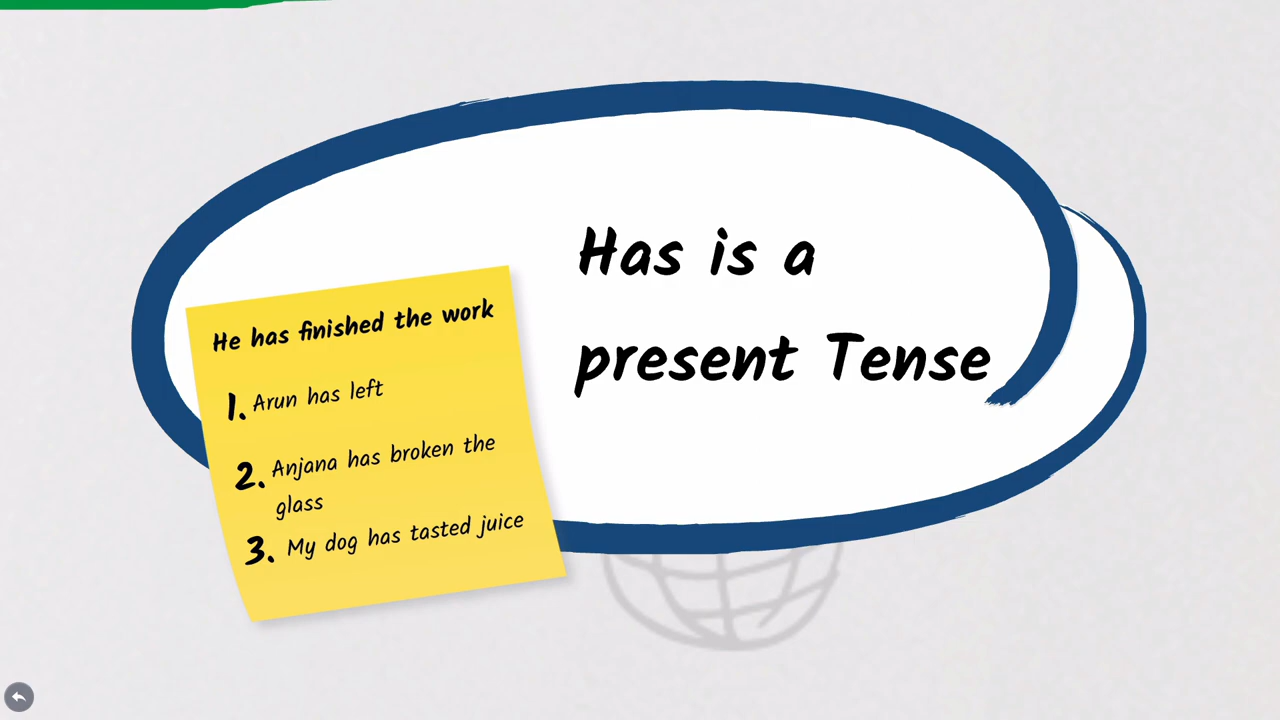 Has is a
present Tense
He has finished the work
1. Arun has left
2. Anjana has broken the
glass
3. My dog has tasted juice